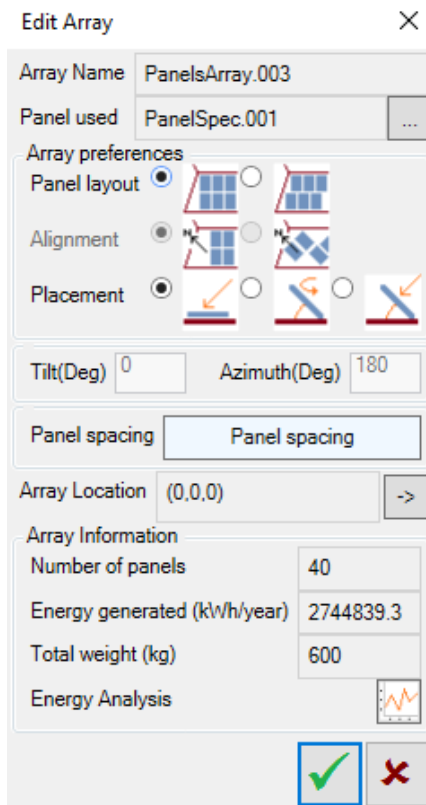 Edit Array
Array Name PanelsArray.003
Panel used PanelSpec.001 ...
Array preferences
Panel layout
N N
Alignment
Placement
Tilt(Deg) 0 Azimuth(Deg) 180
Panel spacing Panel spacing
Array Location (0,0,0) ->
Array Information
Number of panels 40
Energy generated (kWh/year) 2744839.3
Total weight (kg) 600
Energy Analysis